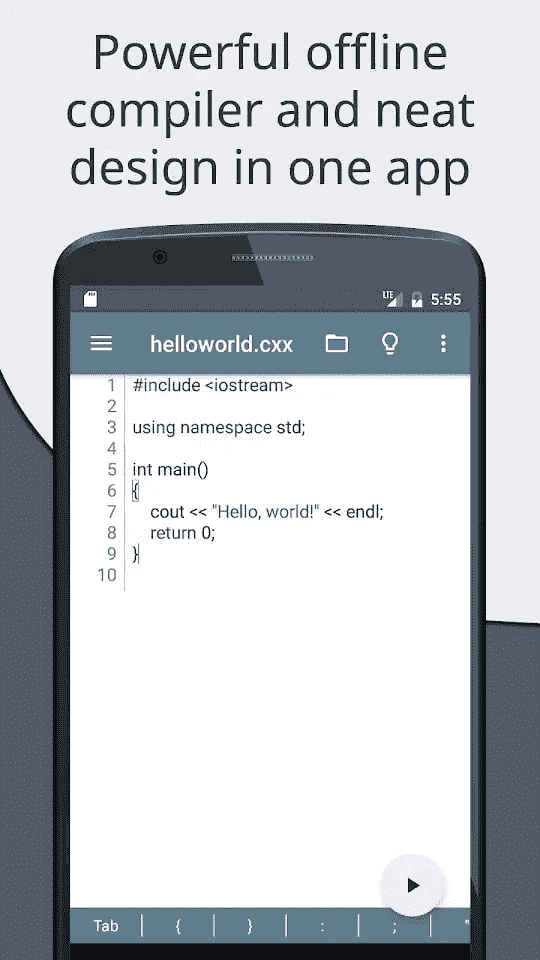 Powerful offline
compiler and neat
design in one app
LTE 5:55
helloworld.cxx
1 #include <iostream>
2
3 using namespace std;
4
5 int main()
6 {
7     cout << "Hello, world!" << endl;
8     return 0;
9 }
10
Tab { } : ; "